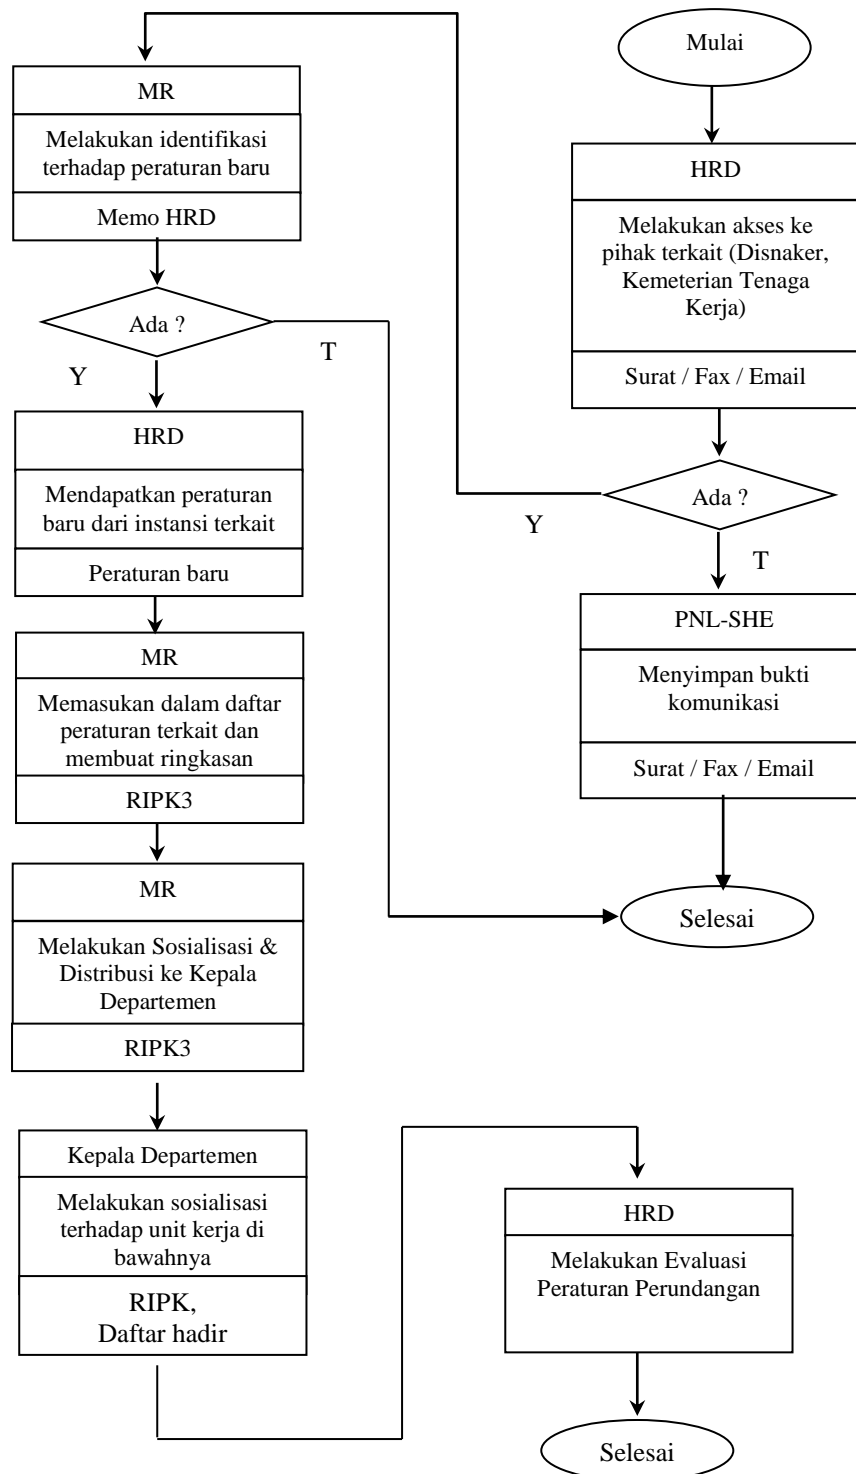 Mulai
HRD
Melakukan akses ke
pihak terkait (Disnaker,
Kemeterian Tenaga
Kerja)
Surat / Fax / Email
Ada ?
Y
T
PNL-SHE
Menyimpan bukti
komunikasi
Surat / Fax / Email
Selesai
MR
Melakukan identifikasi
terhadap peraturan baru
Memo HRD
Ada ?
T
Y
HRD
Mendapatkan peraturan
baru dari instansi terkait
Peraturan baru
MR
Memasukan dalam daftar
peraturan terkait dan
membuat ringkasan
RIPK3
MR
Melakukan Sosialisasi &
Distribusi ke Kepala
Departemen
RIPK3
Kepala Departemen
Melakukan sosialisasi
terhadap unit kerja di
bawahnya
RIPK,
Daftar hadir
HRD
Melakukan Evaluasi
Peraturan Perundangan
Selesai